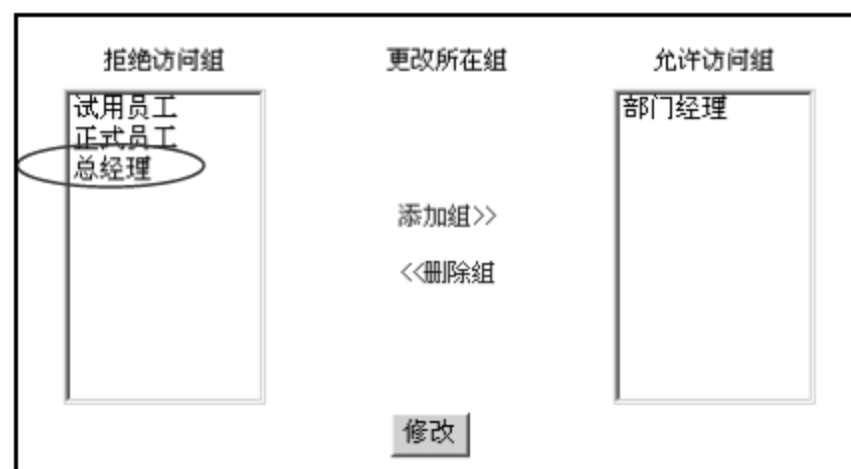 拒绝访问组 更改所在组 允许访问组
试用员工
正式员工
总经理
部门经理
添加组>>
<<删除组
修改